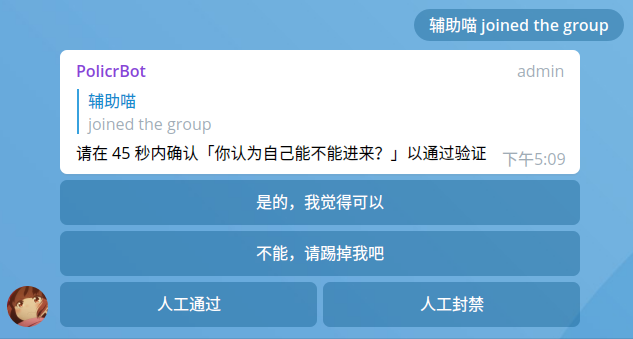 辅助喵 joined the group
PolicrBot admin
辅助喵
joined the group
请在 45 秒内确认「你认为自己能不能进来？」以通过验证 下午5:09
是的，我觉得可以
不能，请踢掉我吧
人工通过 人工封禁